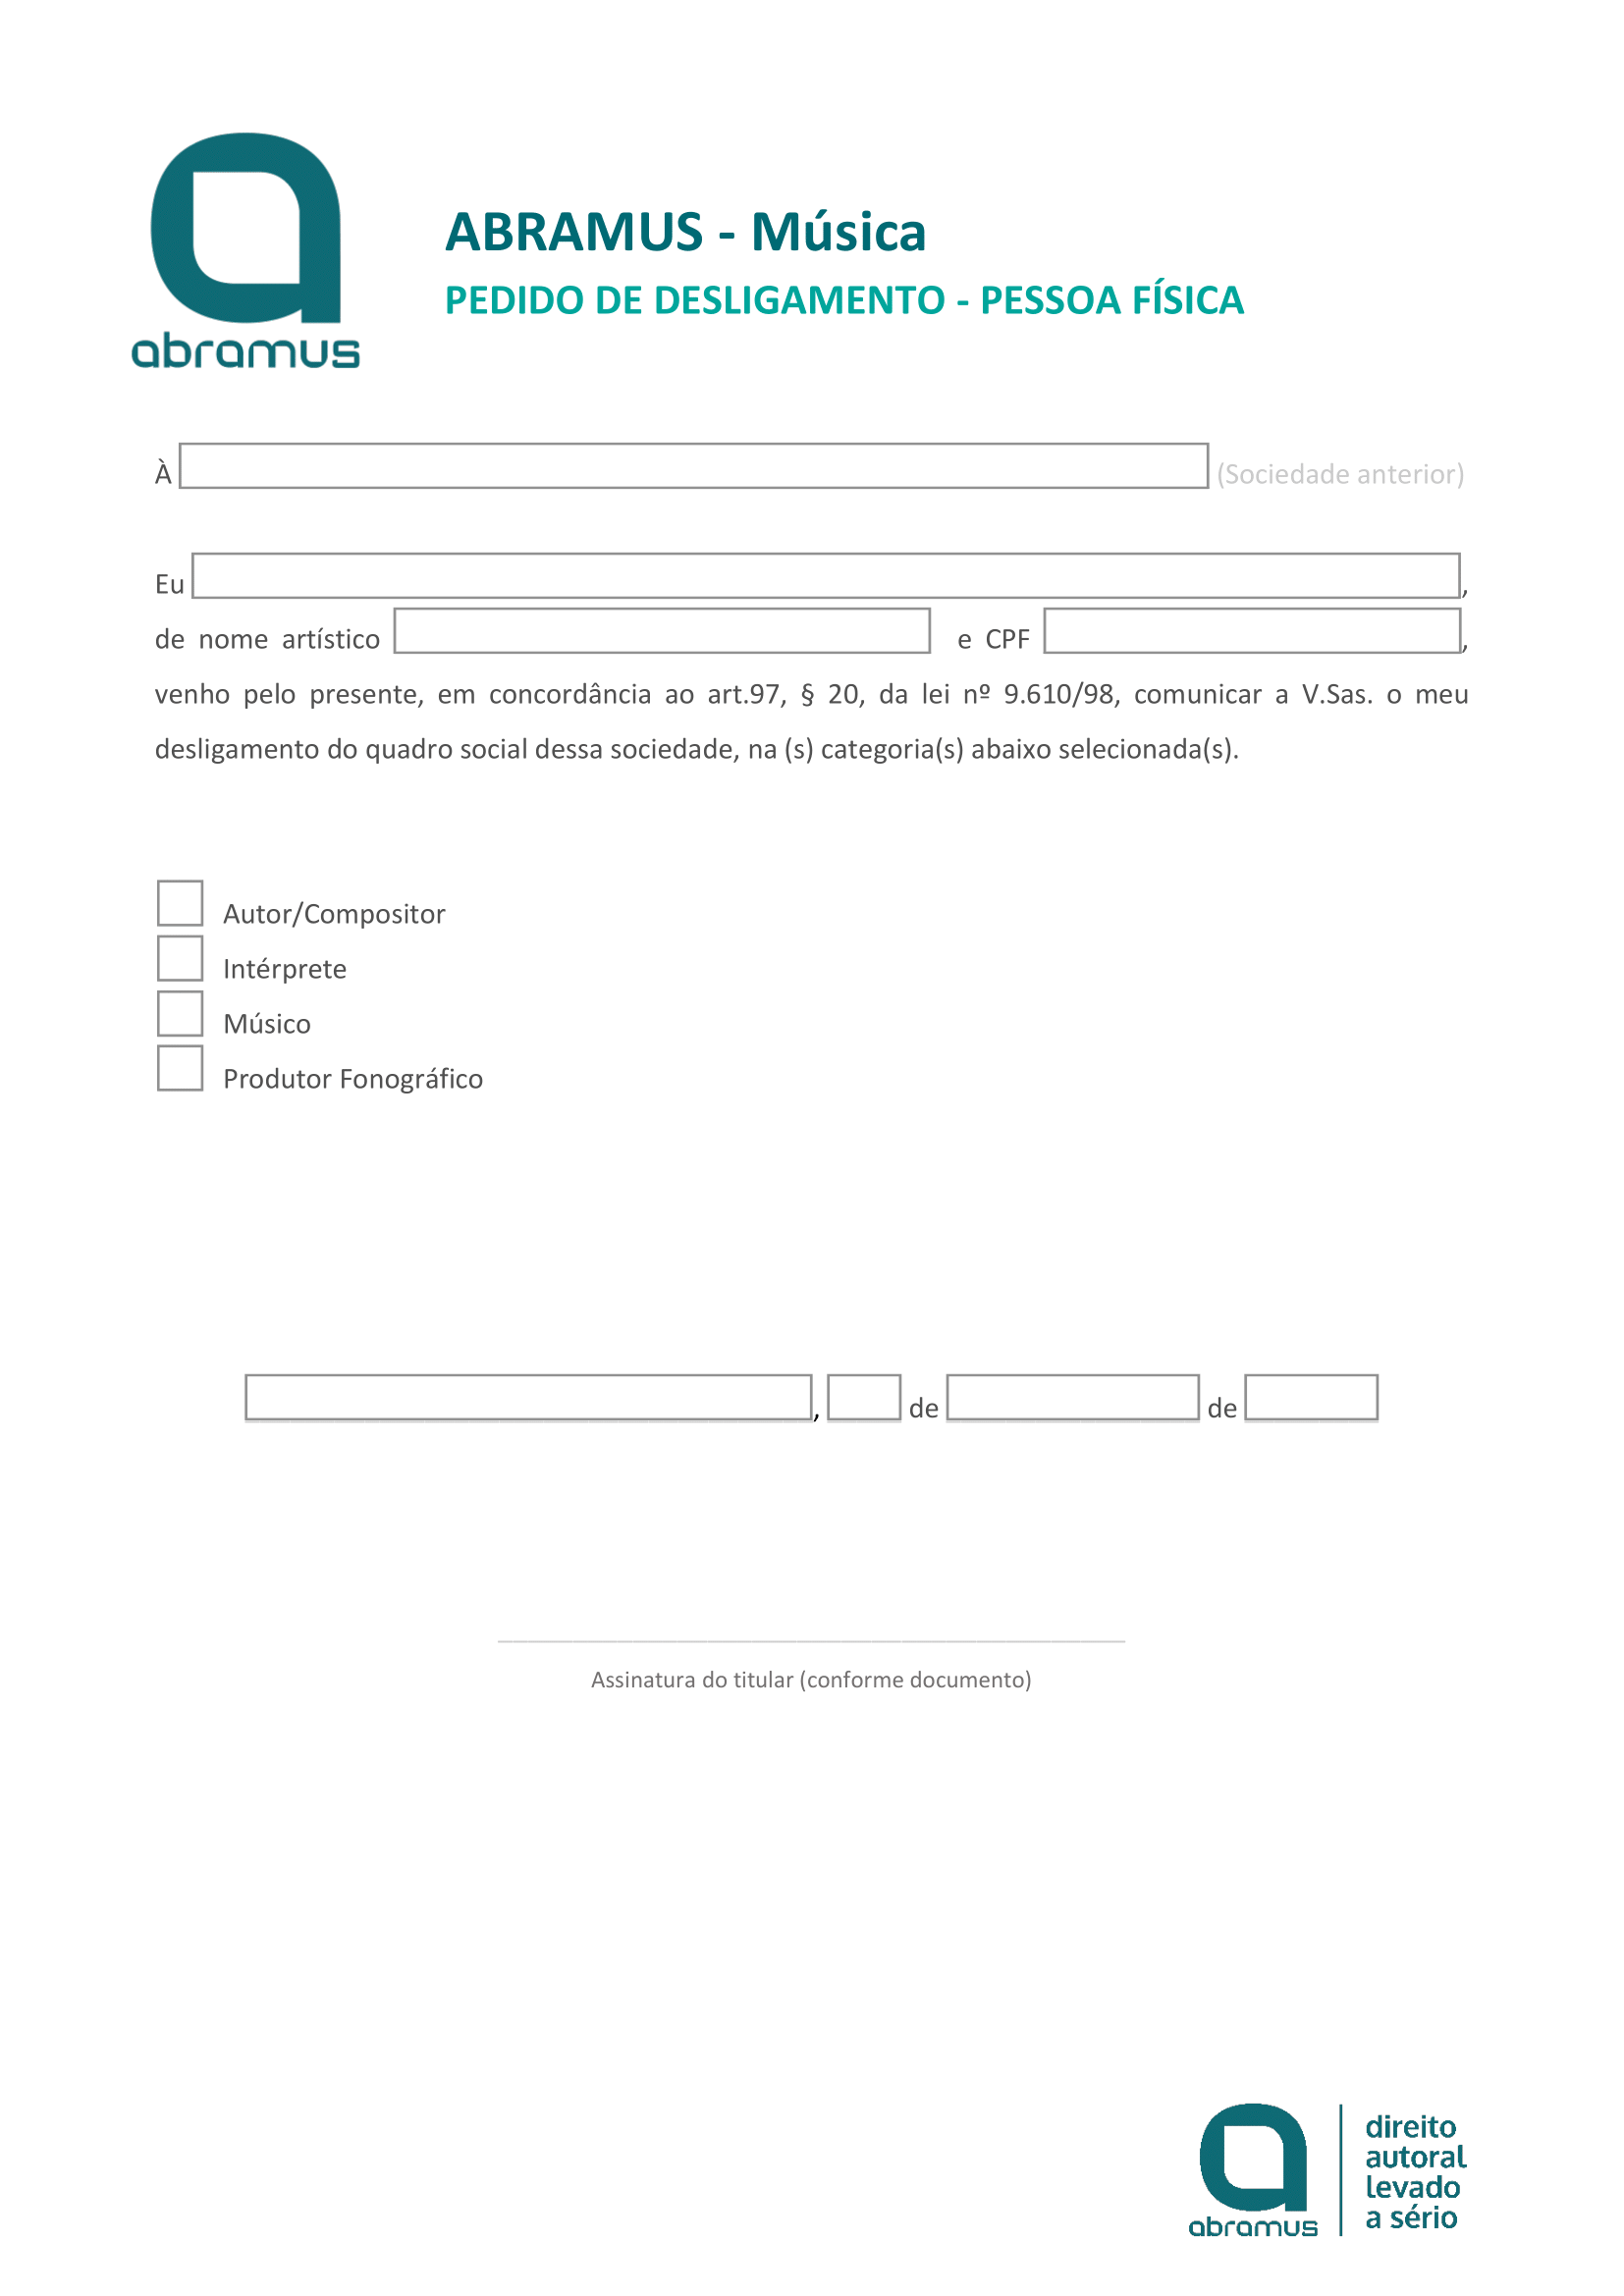 abramus
ABRAMUS - Música
PEDIDO DE DESLIGAMENTO - PESSOA FÍSICA
À (Sociedade anterior)
Eu ,
de nome artístico e CPF ,
venho pelo presente, em concordância ao art.97, § 20, da lei nº 9.610/98, comunicar a V.Sas. o meu
desligamento do quadro social dessa sociedade, na (s) categoria(s) abaixo selecionada(s).
Autor/Compositor
Intérprete
Músico
Produtor Fonográfico
, de de
Assinatura do titular (conforme documento)
abramus
direito
autoral
levado
a sério